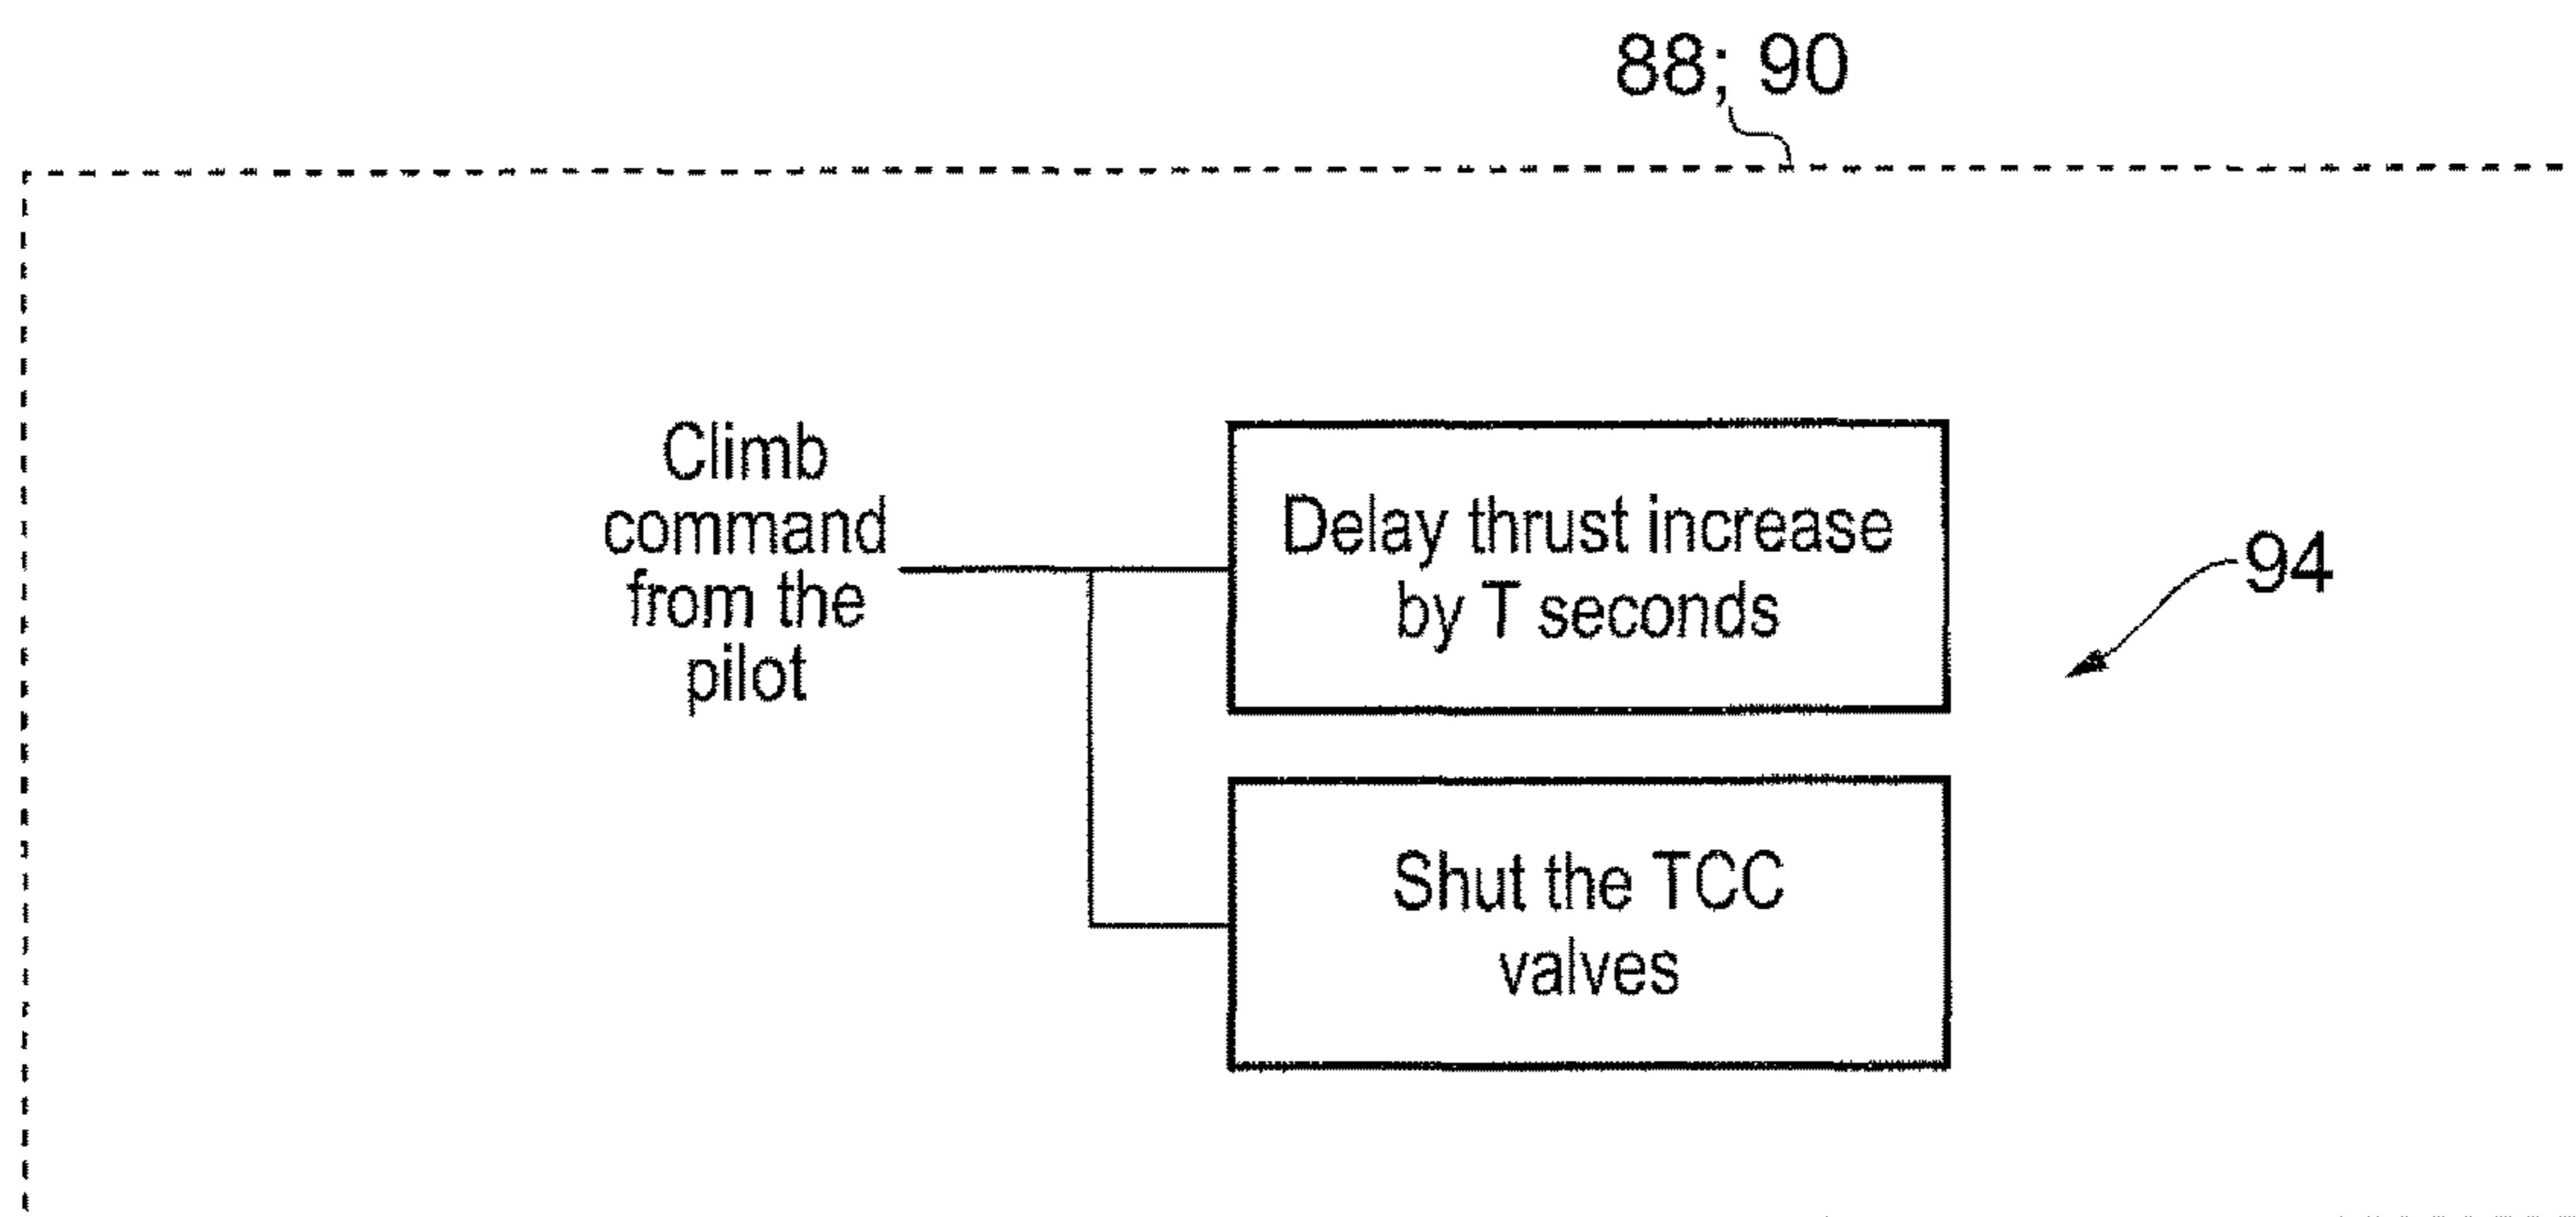 88; 90
Climb
command
from the
pilot
Delay thrust increase
by T seconds
94
Shut the TCC
valves